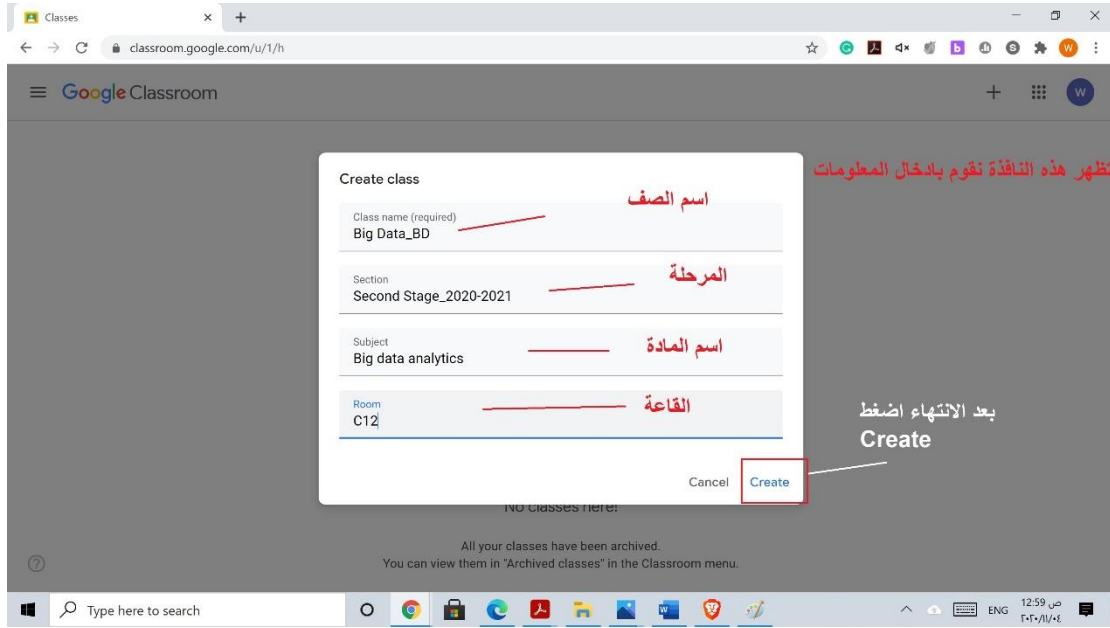 Classes
classroom.google.com/u/1/h
Google Classroom
W
تظهر هذه النافذة نقوم بادخال المعلومات
Create class
اسم الصف
Class name (required)
Big Data_BD
المرحلة
Section
Second Stage_2020-2021
اسم المادة
Subject
Big data analytics
القاعة
Room
C12
بعد الانتهاء اضغط
Create
Cancel Create
No classes here!
All your classes have been archived.
You can view them in "Archived classes" in the Classroom menu.
Type here to search
ENG
12:59 ص
٢٠٢٠/١١/٠٤